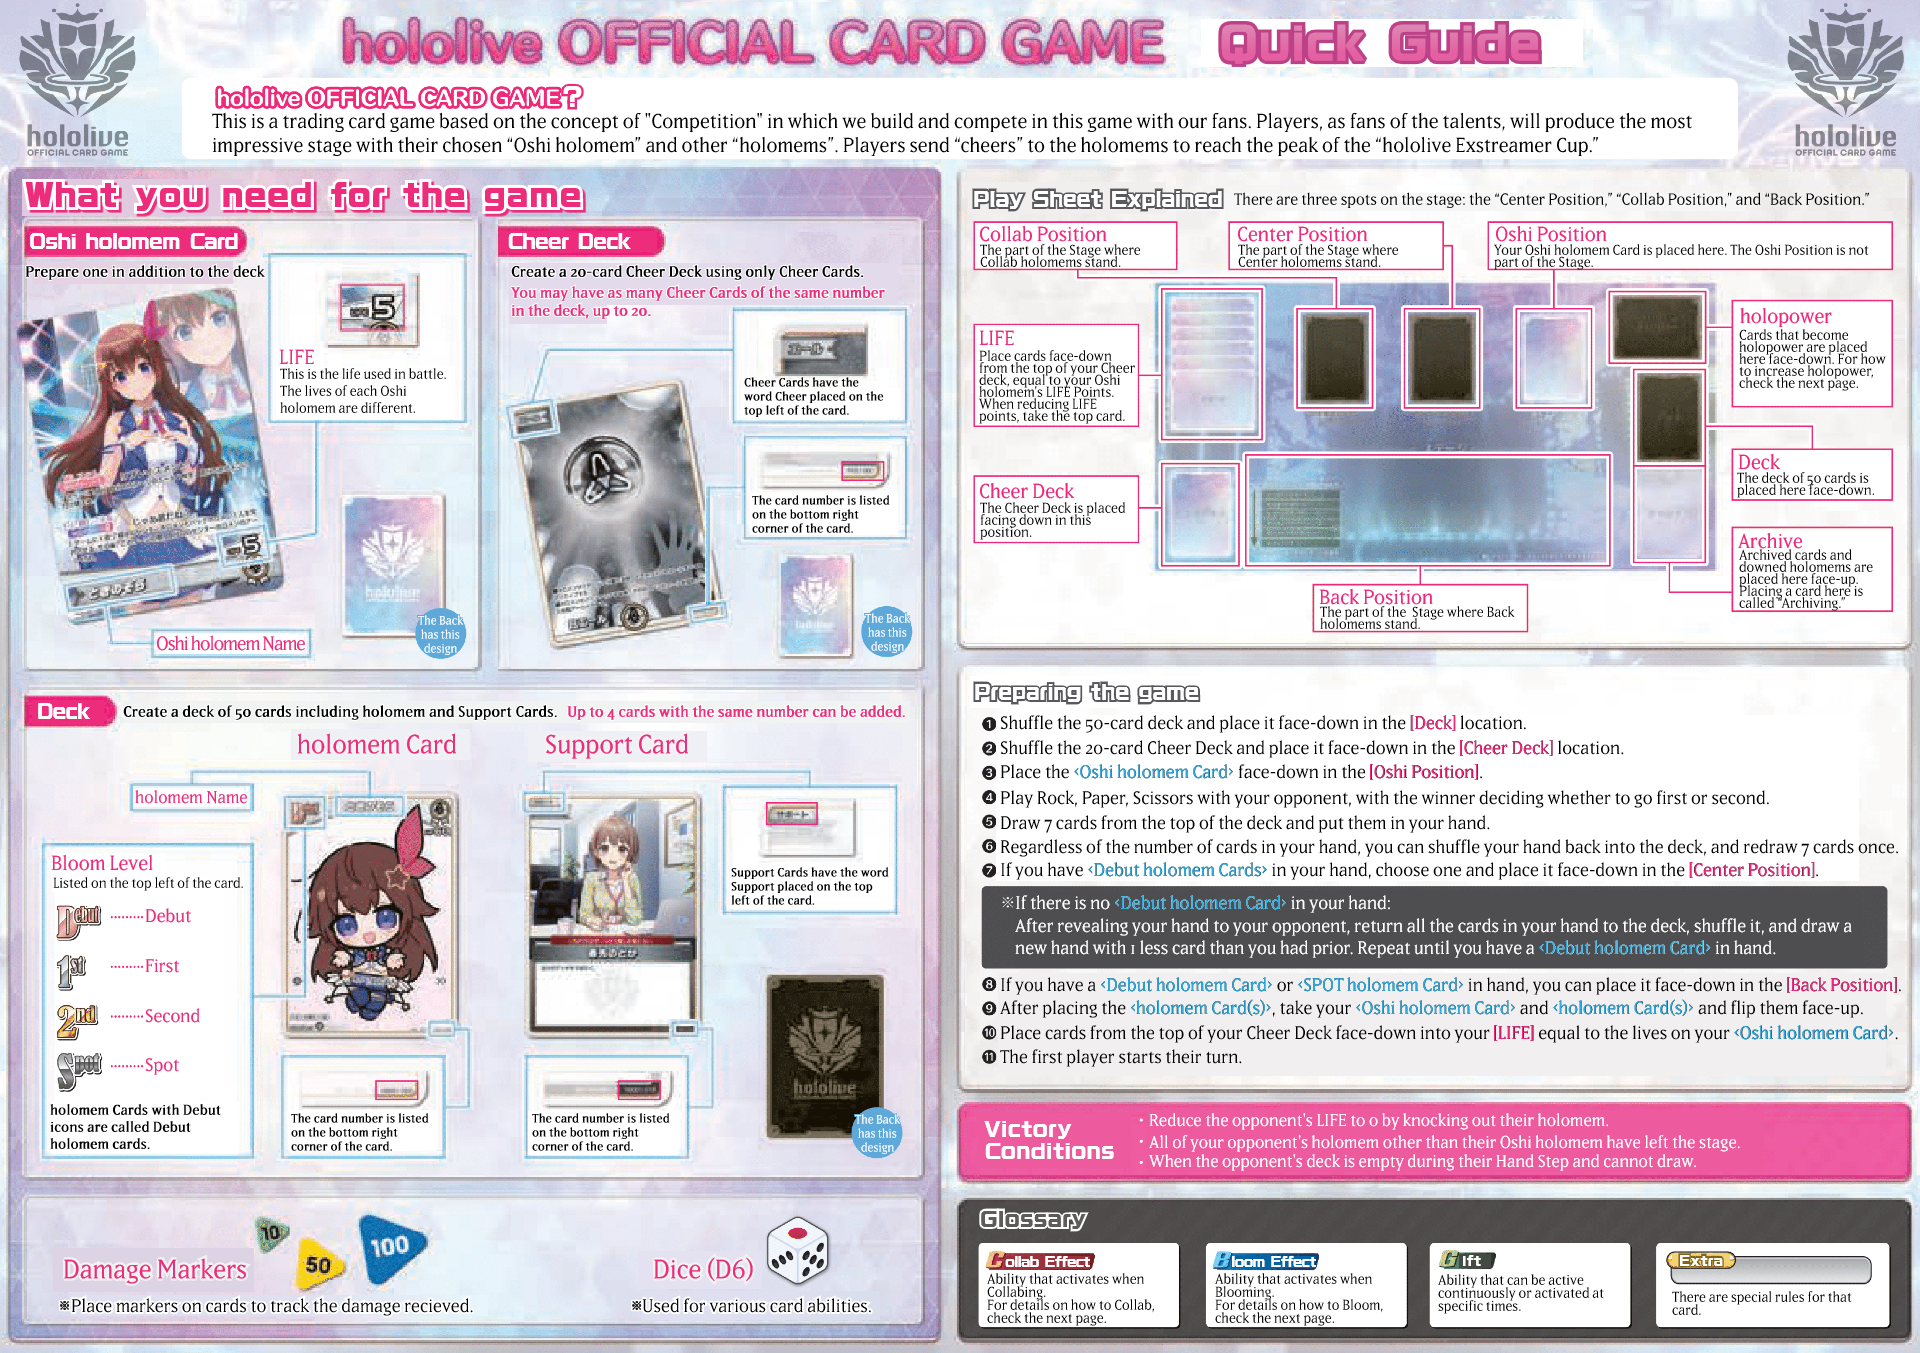 hololive
OFFICIAL CARD GAME
hololive OFFICIAL CARD GAME Quick Guide
hololive
OFFICIAL CARD GAME
hololive OFFICIAL CARD GAME?
This is a trading card game based on the concept of "Competition" in which we build and compete in this game with our fans. Players, as fans of the talents, will produce the most
impressive stage with their chosen “Oshi holomem” and other “holomems”. Players send “cheers” to the holomems to reach the peak of the “hololive Exstreamer Cup.”
What you need for the game
Oshi holomem Card
Prepare one in addition to the deck
5
LIFE
This is the life used in battle.
The lives of each Oshi
holomem are different.
5
ときのそら
Oshi holomem Name
hololive
The Back
has this
design
Cheer Deck
Create a 20-card Cheer Deck using only Cheer Cards.
You may have as many Cheer Cards of the same number
in the deck, up to 20.
エール
Cheer Cards have the
word Cheer placed on the
top left of the card.
The card number is listed
on the bottom right
corner of the card.
The Back
has this
design
Deck
Create a deck of 50 cards including holomem and Support Cards. Up to 4 cards with the same number can be added.
holomem Card
Support Card
holomem Name
Bloom Level
Listed on the top left of the card.
Debut ·········Debut
1st ·········First
2nd ·········Second
Spot ·········Spot
holomem Cards with Debut
icons are called Debut
holomem cards.
The card number is listed
on the bottom right
corner of the card.
サポート
Support Cards have the word
Support placed on the top
left of the card.
春先のどか
The card number is listed
on the bottom right
corner of the card.
hololive
The Back
has this
design
10
50
100
Damage Markers
※Place markers on cards to track the damage recieved.
Dice (D6)
※Used for various card abilities.
Play Sheet Explained
There are three spots on the stage: the “Center Position,” “Collab Position,” and “Back Position.”
Collab Position
The part of the Stage where
Collab holomems stand.
Center Position
The part of the Stage where
Center holomems stand.
Oshi Position
Your Oshi holomem Card is placed here. The Oshi Position is not
part of the Stage.
LIFE
Place cards face-down
from the top of your Cheer
deck, equal to your Oshi
holomem's LIFE Points.
When reducing LIFE
points, take the top card.
holopower
Cards that become
holopower are placed
here face-down. For how
to increase holopower,
check the next page.
Cheer Deck
The Cheer Deck is placed
facing down in this
position.
Deck
The deck of 50 cards is
placed here face-down.
Archive
Archived cards and
downed holomems are
placed here face-up.
Placing a card here is
called “Archiving.”
Back Position
The part of the Stage where Back
holomems stand.
Preparing the game
❶ Shuffle the 50-card deck and place it face-down in the [Deck] location.
❷ Shuffle the 20-card Cheer Deck and place it face-down in the [Cheer Deck] location.
❸ Place the ‹Oshi holomem Card› face-down in the [Oshi Position].
❹ Play Rock, Paper, Scissors with your opponent, with the winner deciding whether to go first or second.
❺ Draw 7 cards from the top of the deck and put them in your hand.
❻ Regardless of the number of cards in your hand, you can shuffle your hand back into the deck, and redraw 7 cards once.
❼ If you have ‹Debut holomem Cards› in your hand, choose one and place it face-down in the [Center Position].
※If there is no ‹Debut holomem Card› in your hand:
After revealing your hand to your opponent, return all the cards in your hand to the deck, shuffle it, and draw a
new hand with 1 less card than you had prior. Repeat until you have a ‹Debut holomem Card› in hand.
❽ If you have a ‹Debut holomem Card› or ‹SPOT holomem Card› in hand, you can place it face-down in the [Back Position].
❾ After placing the ‹holomem Card(s)›, take your ‹Oshi holomem Card› and ‹holomem Card(s)› and flip them face-up.
❿ Place cards from the top of your Cheer Deck face-down into your [LIFE] equal to the lives on your ‹Oshi holomem Card›.
⓫ The first player starts their turn.
Victory
Conditions
· Reduce the opponent's LIFE to 0 by knocking out their holomem.
· All of your opponent's holomem other than their Oshi holomem have left the stage.
· When the opponent's deck is empty during their Hand Step and cannot draw.
Glossary
Collab Effect
Ability that activates when
Collabing.
For details on how to Collab,
check the next page.
Bloom Effect
Ability that activates when
Blooming.
For details on how to Bloom,
check the next page.
Gift
Ability that can be active
continuously or activated at
specific times.
Extra
There are special rules for that
card.